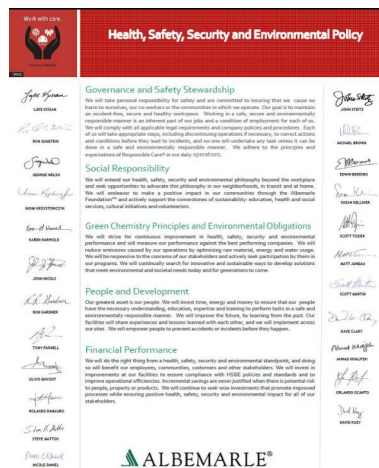 Work with care.
Health, Safety, Security and Environmental Policy
LUKE KISSAM
RON ZUMSTEIN
GEORGE WELSH
KAREN NARWOLD
JOHN NICOLS
RON GARDNER
TONY PARNELL
SILVIO GHYOOT
ROLANDO RAMAURO
STEVE MATTOX
NICOLE DANIEL
Governance and Safety Stewardship
We will take personal responsibility for safety and are committed to insuring that we cause no
harm to ourselves, our co-workers or the communities in which we operate. Our goal is to maintain
an incident-free, secure and healthy workspace. Working in a safe, secure and environmentally
responsible manner is an inherent part of our jobs and a condition of employment for each of us.
We will comply with all applicable legal requirements and company policies and procedures. Each
of us will take appropriate steps, including discontinuing operations if necessary, to correct actions
and conditions before they lead to incidents, and no one will undertake any task unless it can be
done in a safe and environmentally responsible manner. We adhere to the principles and
expectations of Responsible Care® in our daily operations.
Social Responsibility
We will extend our health, safety, security and environmental philosophy beyond the workplace
and seek opportunities to advocate this philosophy in our neighborhoods, in transit and at home.
We will endeavor to make a positive impact in our communities through the Albemarle
Foundation™ and actively support the cornerstones of sustainability: education, health and social
services, cultural initiatives and volunteerism.
Green Chemistry Principles and Environmental Obligations
We will strive for continuous improvement in health, safety, security and environmental
performance and will measure our performance against the best performing companies. We will
reduce emissions caused by our operations by optimizing raw material, energy and water usage.
We will be responsive to the concerns of our stakeholders and actively seek participation by them in
our programs. We will continually search for innovative and sustainable ways to develop solutions
that meet environmental and societal needs today and for generations to come.
People and Development
Our greatest asset is our people. We will invest time, energy and money to ensure that our people
have the necessary understanding, education, expertise and training to perform tasks in a safe and
environmentally responsible manner. We will improve the future, by learning from the past. Our
facilities will share experiences and lessons learned with each other, and we will implement across
our sites. We will empower people to prevent accidents or incidents before they happen.
Financial Performance
We will do the right thing from a health, safety, security and environmental standpoint, and doing
so will benefit our employees, communities, customers and other stakeholders. We will invest in
improvements at our facilities to ensure compliance with HS&E policies and standards and to
improve operational efficiencies. Incremental savings are never justified when there is potential risk
to people, property or products. We will continue to seek wise investments that promote improved
processes while ensuring positive health, safety, security and environmental impact for all of our
stakeholders.
ALBEMARLE®
JOHN STEITZ
MICHAEL BROWN
EDWIN BERENDS
SUSAN KELLIHER
SCOTT TOZIER
MATT JUNEAU
SCOTT MARTIN
DAVE CLARY
AHMAD KHALIFEH
ORLANDO OCANTO
DAVID KLEY